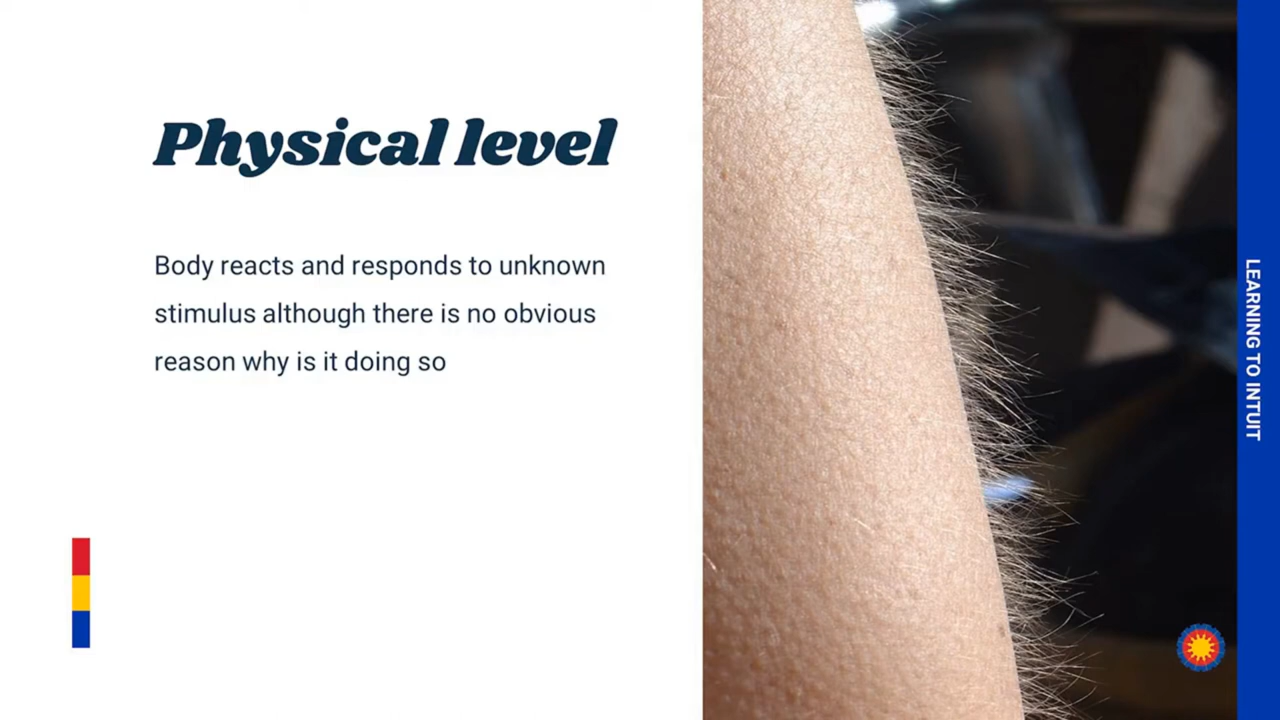 Physical level
Body reacts and responds to unknown
stimulus although there is no obvious
reason why is it doing so
LEARNING TO INTUIT